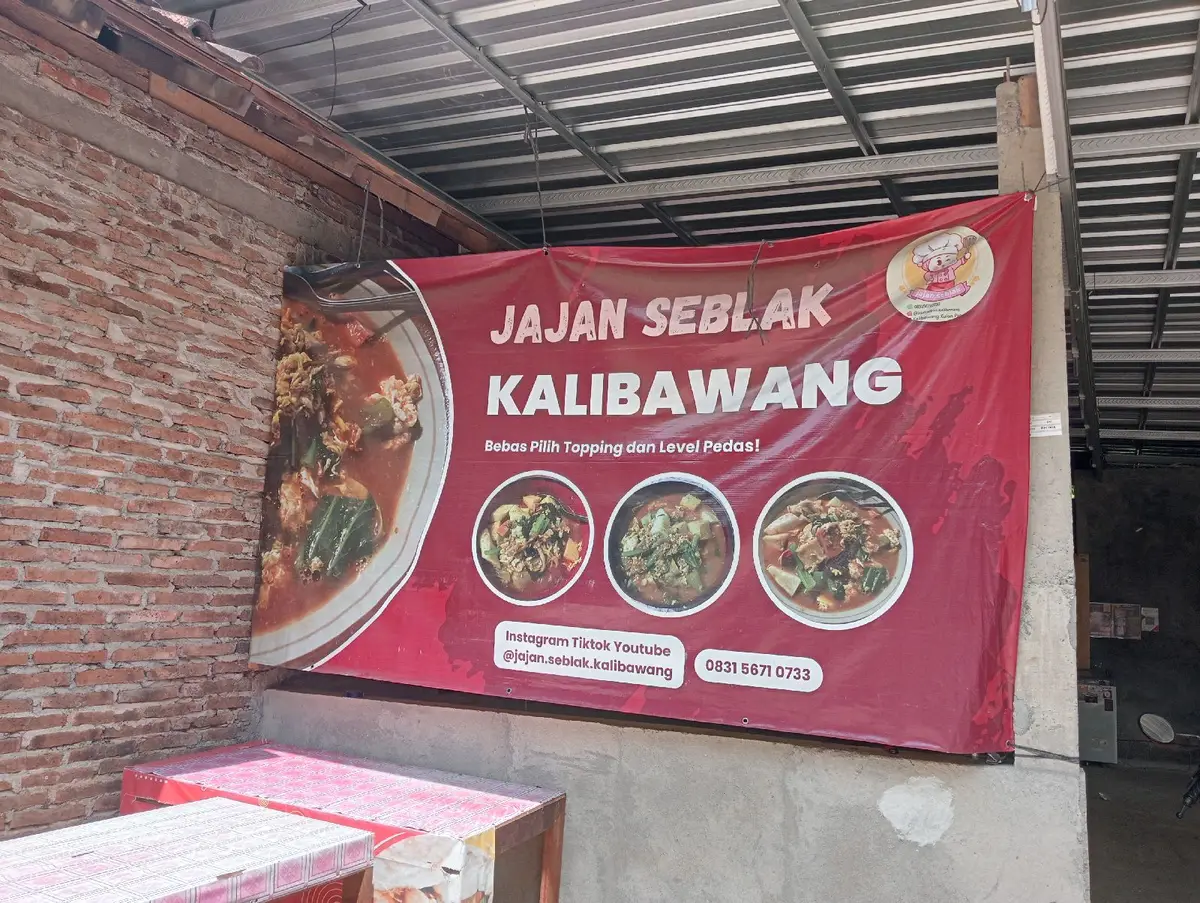 JAJAN SEBLAK
KALIBAWANG
Bebas Pilih Topping dan Level Pedas!
Instagram Tiktok Youtube
@jajan.seblak.kalibawang
0831 5671 0733